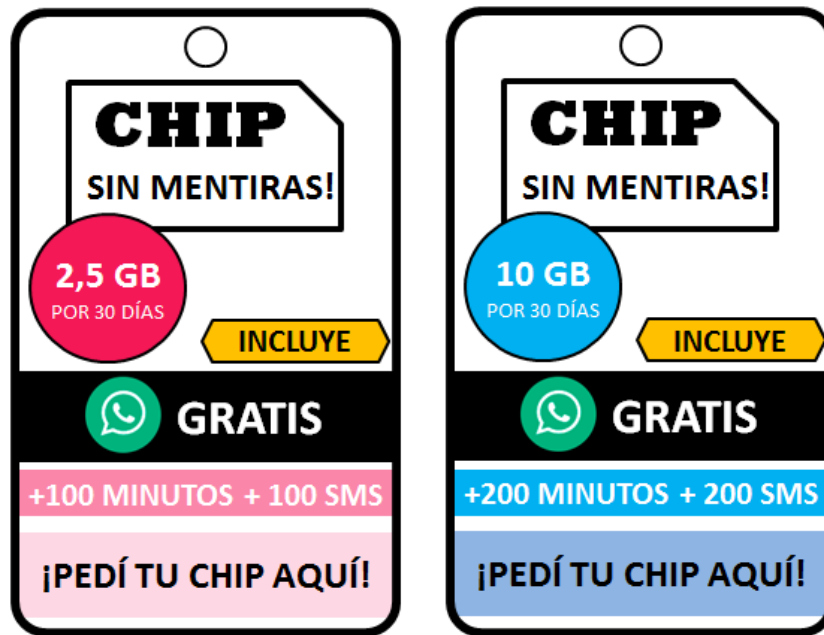 CHIP
SIN MENTIRAS!
2,5 GB
POR 30 DÍAS
INCLUYE
GRATIS
+100 MINUTOS + 100 SMS
¡PEDÍ TU CHIP AQUÍ!
CHIP
SIN MENTIRAS!
10 GB
POR 30 DÍAS
INCLUYE
GRATIS
+200 MINUTOS + 200 SMS
¡PEDÍ TU CHIP AQUÍ!